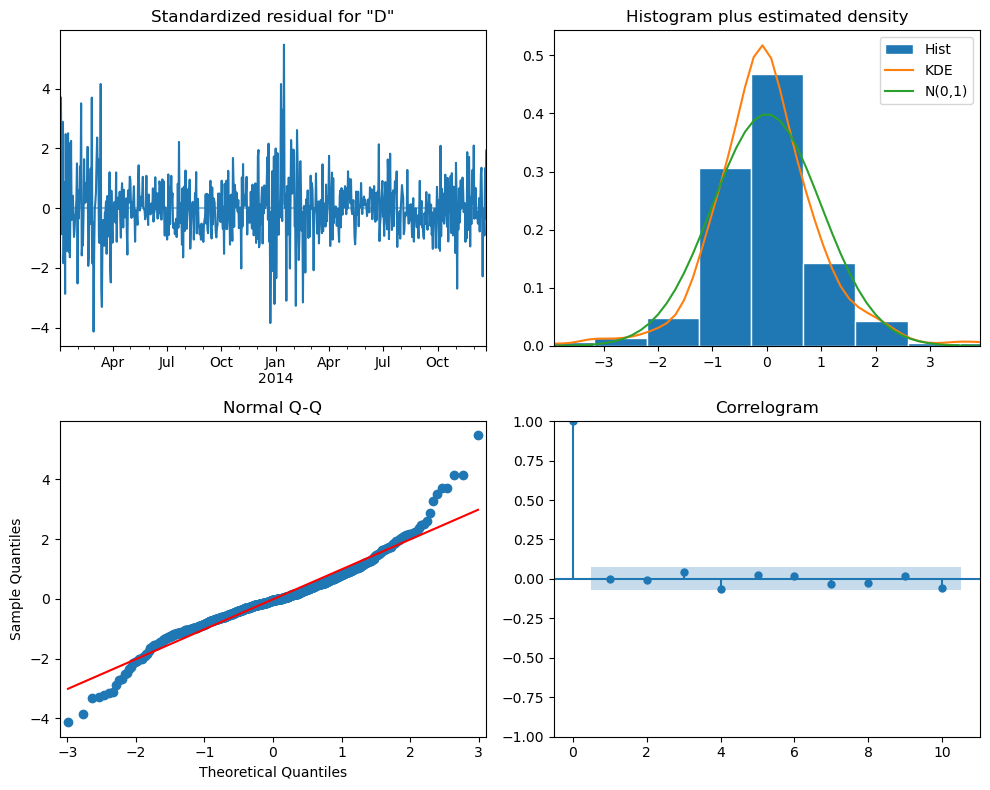 Standardized residual for "D"
4
2
0
−2
−4
Apr Jul Oct Jan Apr Jul Oct
2014
Histogram plus estimated density
Hist
KDE
N(0,1)
0.5
0.4
0.3
0.2
0.1
0.0
−3 −2 −1 0 1 2 3
Normal Q-Q
Sample Quantiles
4
2
0
−2
−4
−3 −2 −1 0 1 2 3
Theoretical Quantiles
Correlogram
1.00
0.75
0.50
0.25
0.00
−0.25
−0.50
−0.75
−1.00
0 2 4 6 8 10